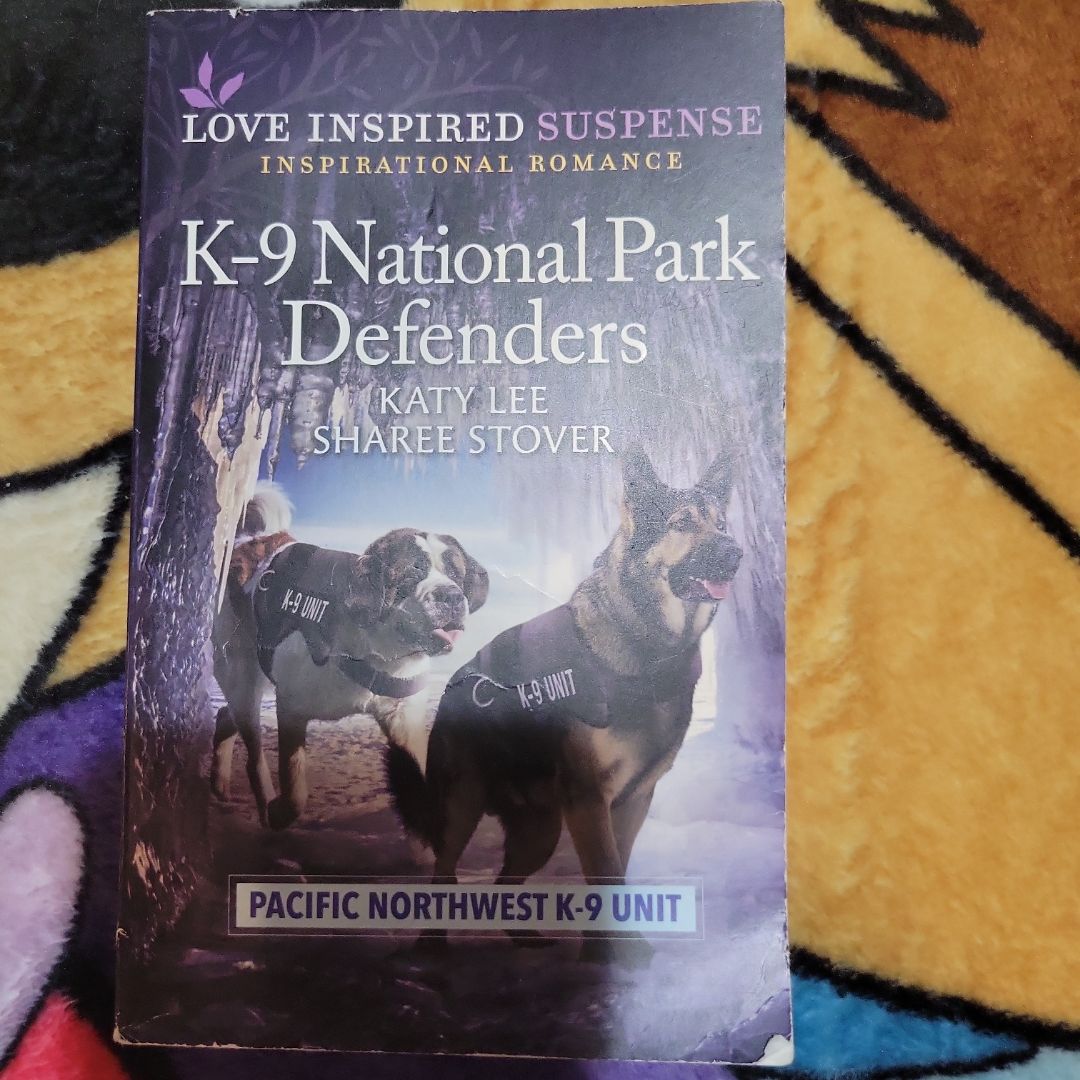 LOVE INSPIRED SUSPENSE
INSPIRATIONAL ROMANCE
K-9 National Park
Defenders
KATY LEE
SHAREE STOVER
K-9 UNIT
K-9 UNIT
PACIFIC NORTHWEST K-9 UNIT